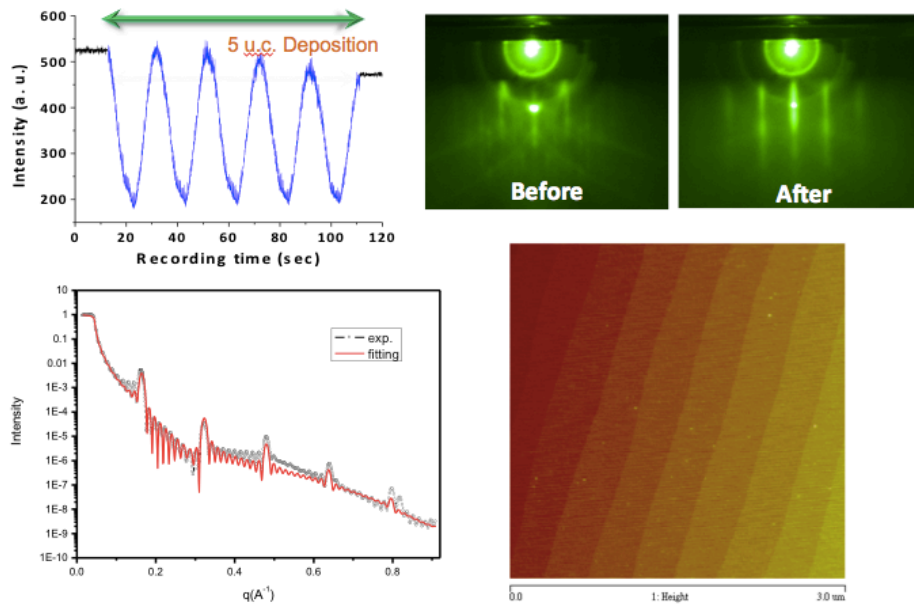 5 u.c. Deposition
600
500
400
300
200
Intensity (a. u.)
0 20 40 60 80 100 120
Recording time (sec)
Before
After
10
1
0.1
0.01
1E-3
1E-4
1E-5
1E-6
1E-7
1E-8
1E-9
1E-10
Intensity
exp.
fitting
0.0 0.2 0.4 0.6 0.8
q(A⁻¹)
0.0 1: Height 3.0 um